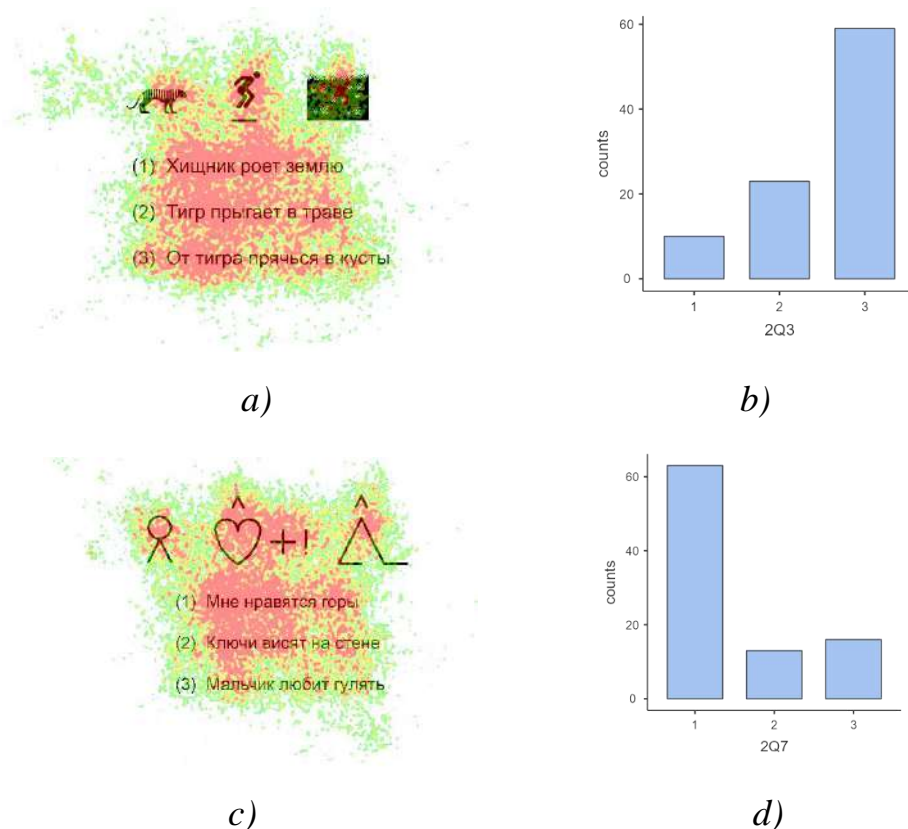 (1) Хищник роет землю
(2) Тигр прыгает в траве
(3) От тигра прячься в кусты
60
40
20
0
counts
1 2 3
2Q3
a)
b)
+!
(1) Мне нравятся горы
(2) Ключи висят на стене
(3) Мальчик любит гулять
60
40
20
0
counts
1 2 3
2Q7
c)
d)